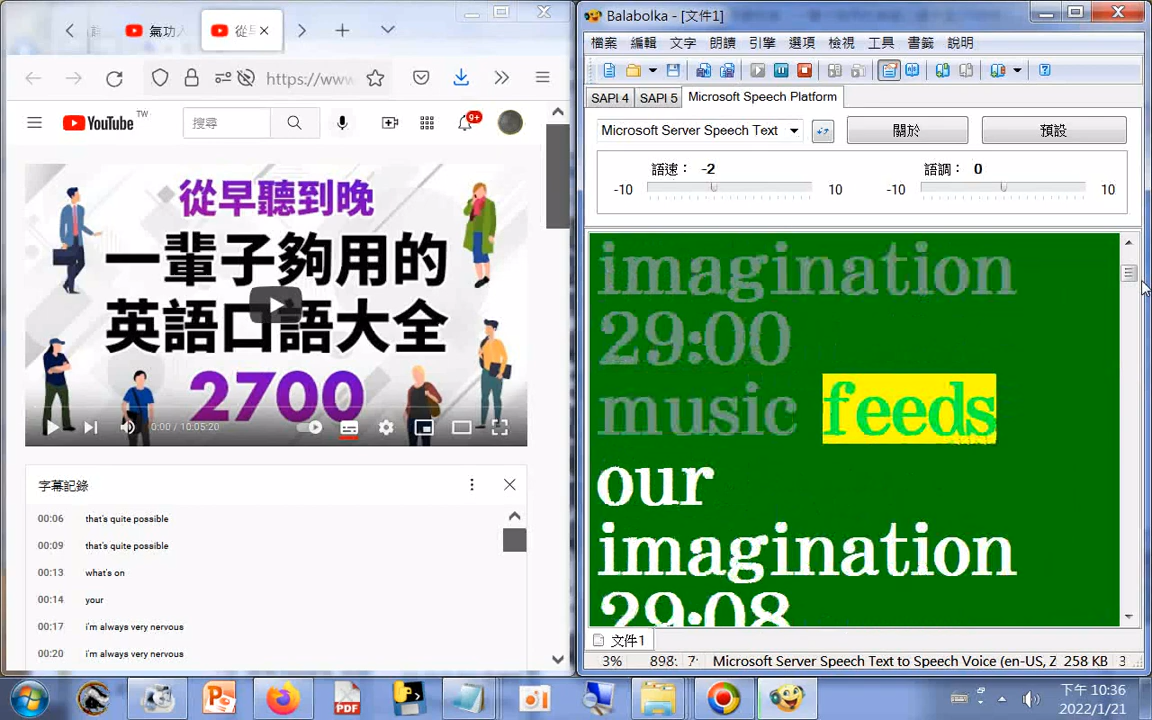 氣功
從
https://www
YouTube TW
搜尋
9+
從早聽到晚
一輩子夠用的
英語口語大全
2700
0:00 / 10:05:20
字幕記錄
00:06 that's quite possible
00:09 that's quite possible
00:13 what's on
00:14 your
00:17 i'm always very nervous
00:20 i'm always very nervous
Balabolka - [文件1]
檔案 編輯 文字 朗讀 引擎 選項 檢視 工具 書籤 說明
SAPI 4 SAPI 5 Microsoft Speech Platform
Microsoft Server Speech Text 關於 預設
語速： -2 語調： 0
-10 10 -10 10
imagination
29:00
music feeds
our
imagination
29:08
文件1
3% 898: 7 Microsoft Server Speech Text to Speech Voice (en-US, Z 258 KB 3
PDF
下午 10:36
2022/1/21